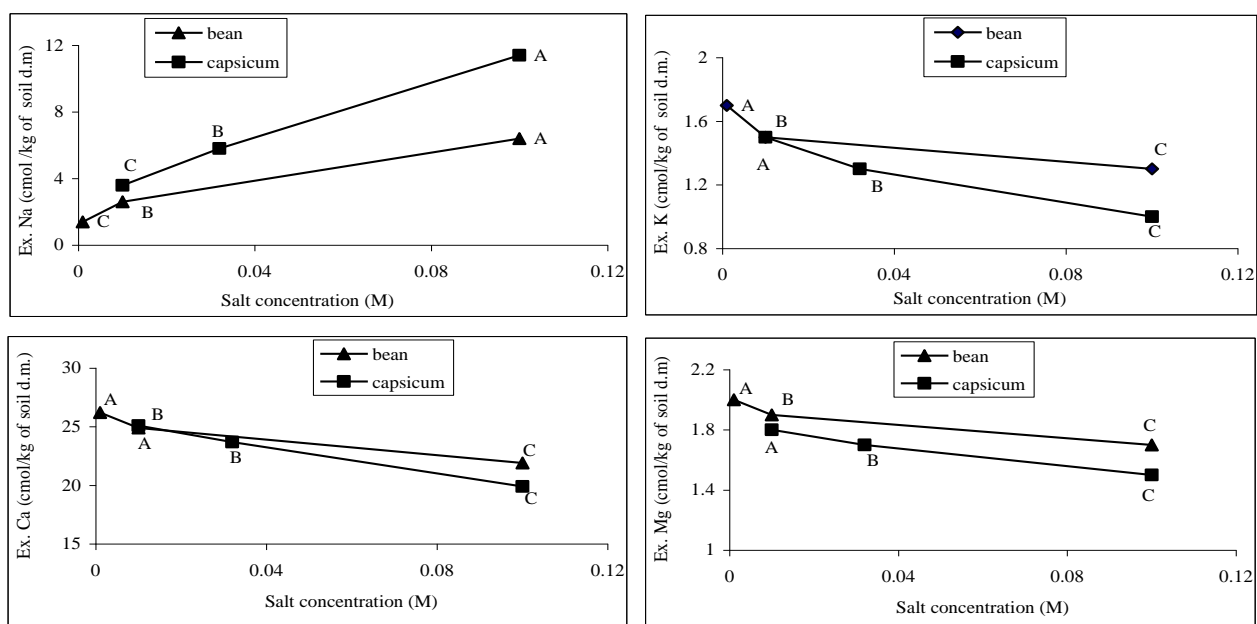 bean
capsicum
Ex. Na (cmol /kg of soil d.m)
12
8
4
0
A
A
B
C
B
C
0
0.04
0.08
0.12
Salt concentration (M)
bean
capsicum
Ex. K (cmol/kg of soil d.m.)
2
1.6
1.2
0.8
A
B
A
B
C
C
0
0.04
0.08
0.12
Salt concentration (M)
bean
capsicum
Ex. Ca (cmol/kg of soil d.m.)
30
25
20
15
A
B
A
B
C
C
0
0.04
0.08
0.12
Salt concentration (M)
bean
capsicum
Ex. Mg (cmol/kg of soil d.m)
2.2
1.8
1.4
1
A
B
A
B
C
C
0
0.04
0.08
0.12
Salt concentration (M)